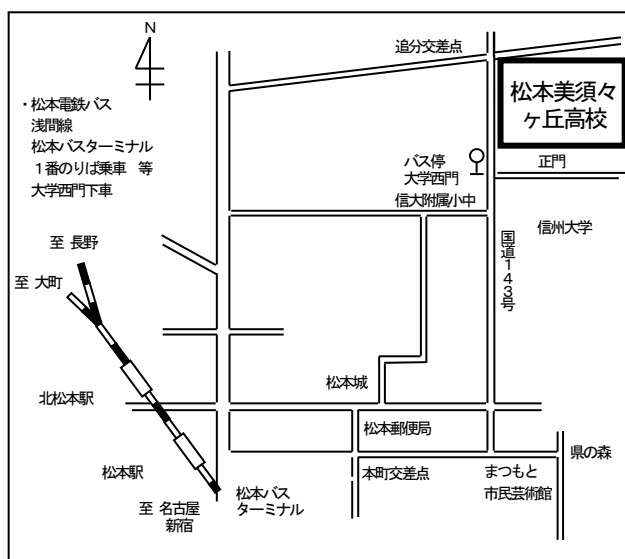 N
追分交差点
松本美須々
ヶ丘高校
・松本電鉄バス
浅間線
松本バスターミナル
１番のりば乗車　等
大学西門下車
バス停
大学西門
正門
信大附属小中
信州大学
国道１４３号
至 長野
至 大町
松本城
北松本駅
松本郵便局
県の森
松本駅
本町交差点
まつもと
市民芸術館
松本バス
ターミナル
至 名古屋
新宿